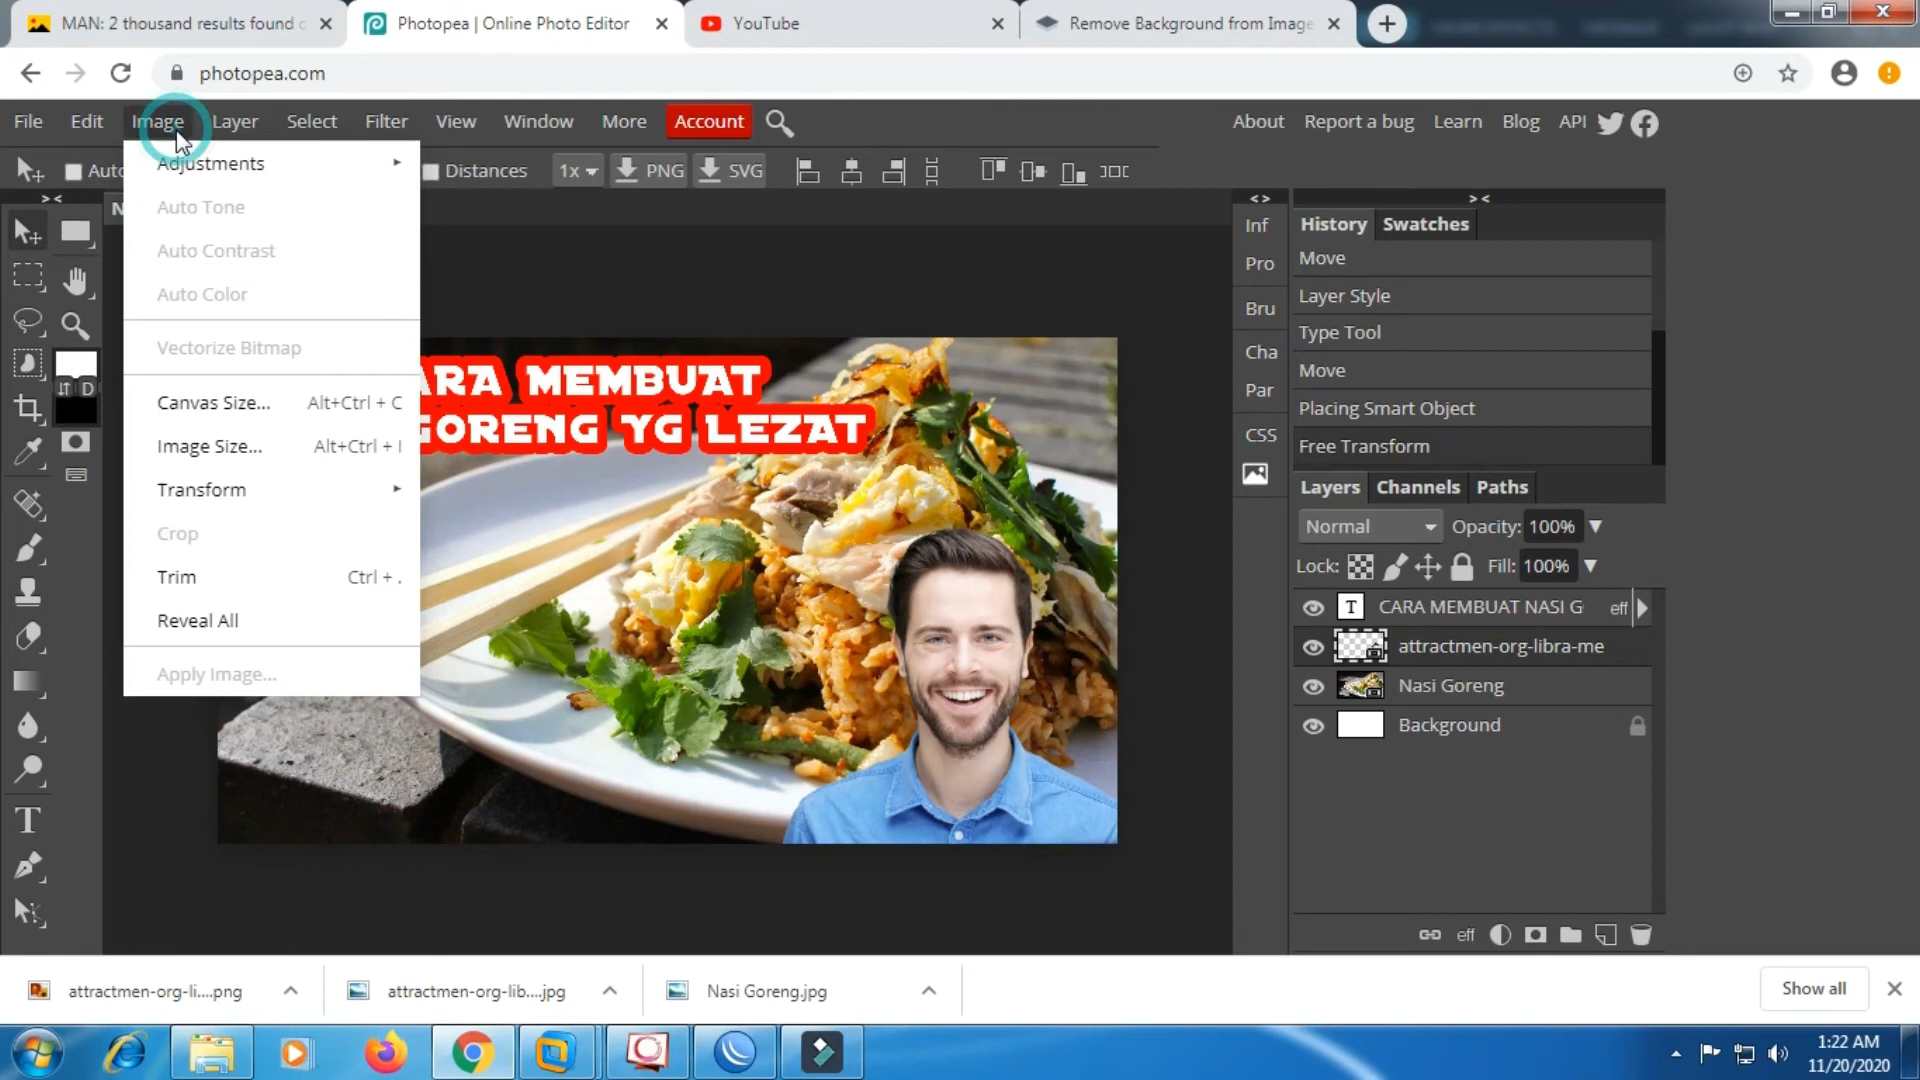 MAN: 2 thousand results found
Photopea | Online Photo Editor
YouTube
Remove Background from Image
photopea.com
File Edit Image Layer Select Filter View Window More Account
About Report a bug Learn Blog API
Auto
Distances 1x PNG SVG
Adjustments
Auto Tone
Auto Contrast
Auto Color
Vectorize Bitmap
Canvas Size... Alt+Ctrl + C
Image Size... Alt+Ctrl + I
Transform
Crop
Trim Ctrl + .
Reveal All
Apply Image...
N
D
ARA MEMBUAT
GORENG YG LEZAT
T
Inf
Pro
Bru
Cha
Par
CSS
History Swatches
Move
Layer Style
Type Tool
Move
Placing Smart Object
Free Transform
Layers Channels Paths
Normal Opacity: 100%
Lock: Fill: 100%
T CARA MEMBUAT NASI G eff
attractmen-org-libra-me
Nasi Goreng
Background
eff
attractmen-org-li....png
attractmen-org-lib....jpg
Nasi Goreng.jpg
Show all
1:22 AM
11/20/2020